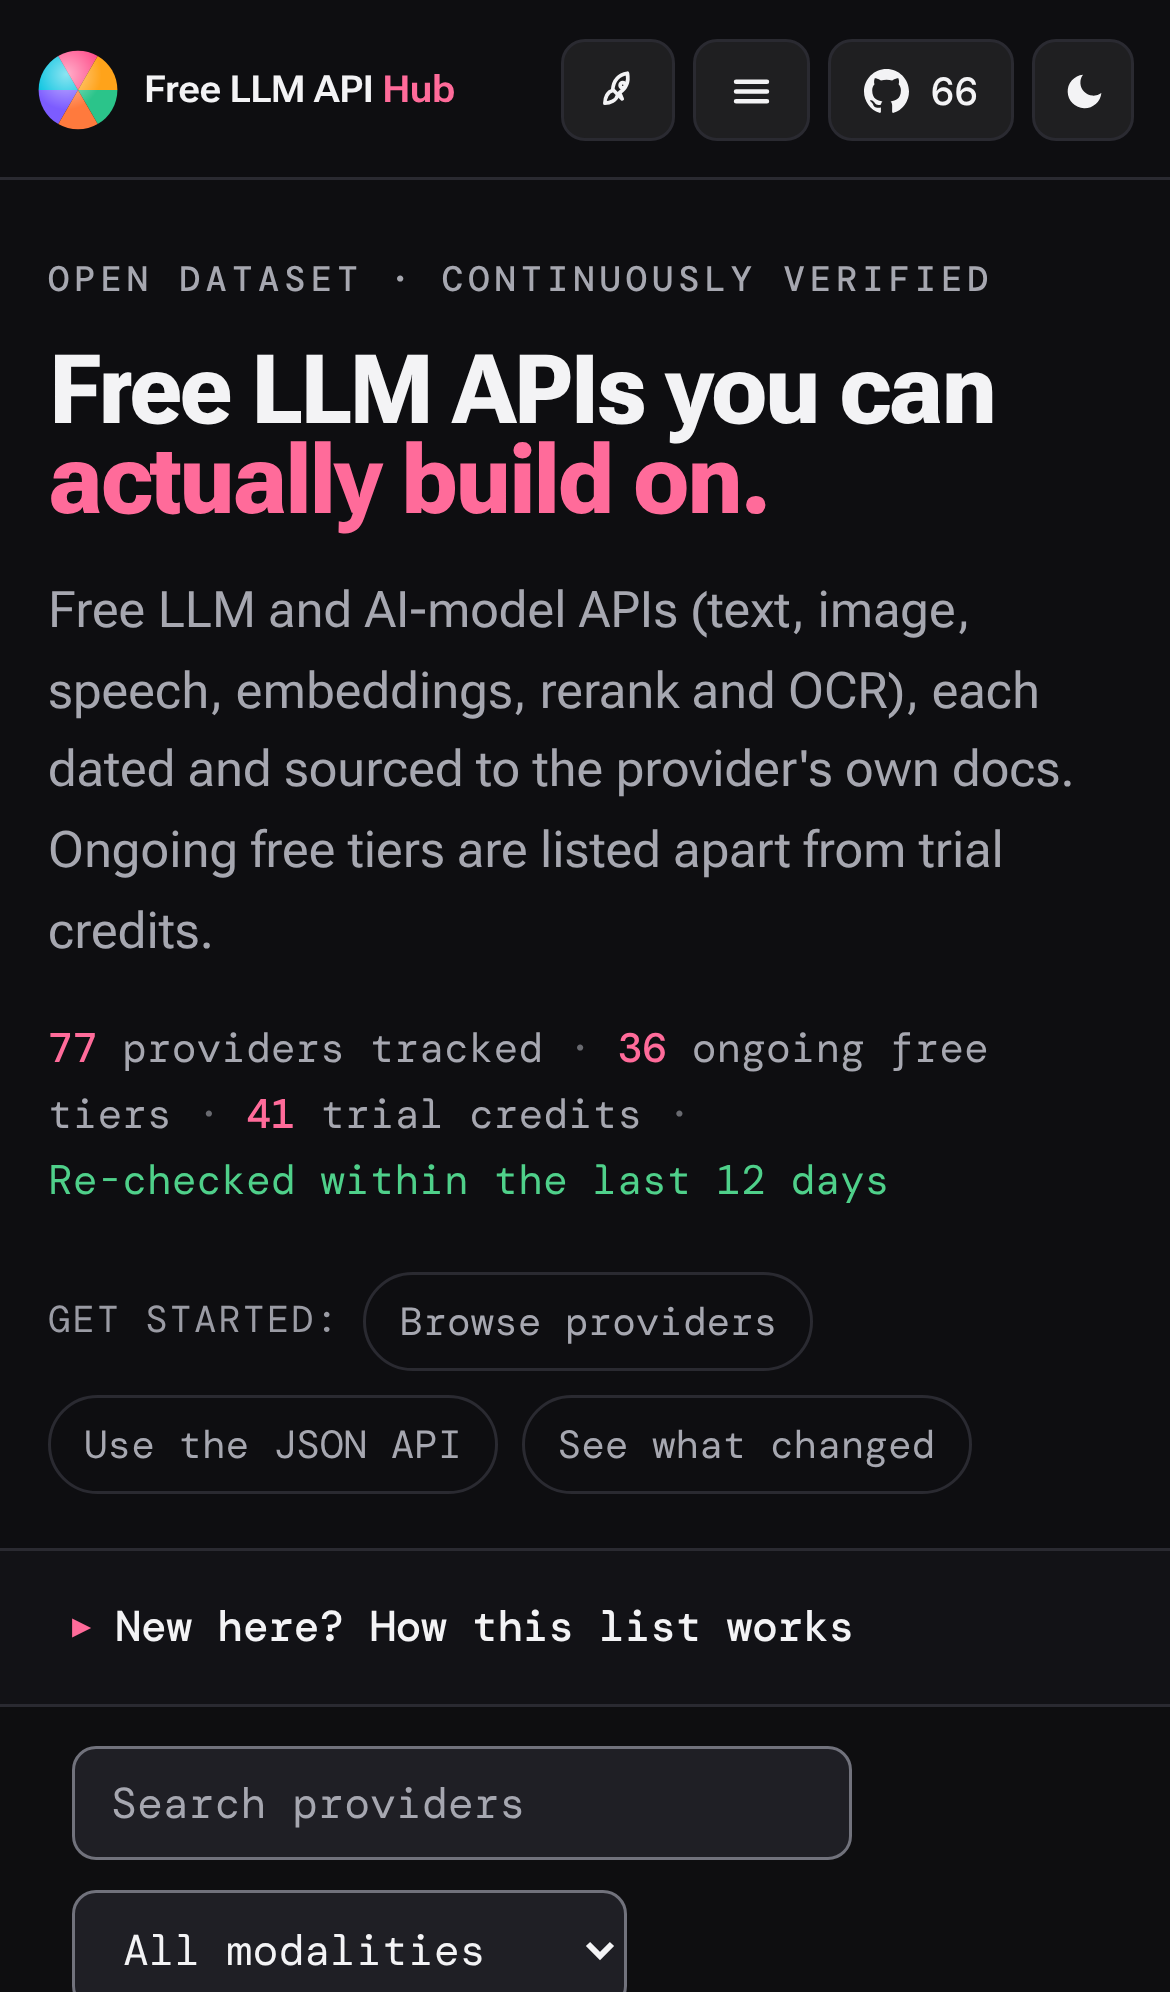 Free LLM API Hub
66
OPEN DATASET · CONTINUOUSLY VERIFIED
Free LLM APIs you can
actually build on.
Free LLM and AI-model APIs (text, image,
speech, embeddings, rerank and OCR), each
dated and sourced to the provider's own docs.
Ongoing free tiers are listed apart from trial
credits.
77 providers tracked · 36 ongoing free
tiers · 41 trial credits ·
Re-checked within the last 12 days
GET STARTED: Browse providers
Use the JSON API See what changed
▸ New here? How this list works
Search providers
All modalities